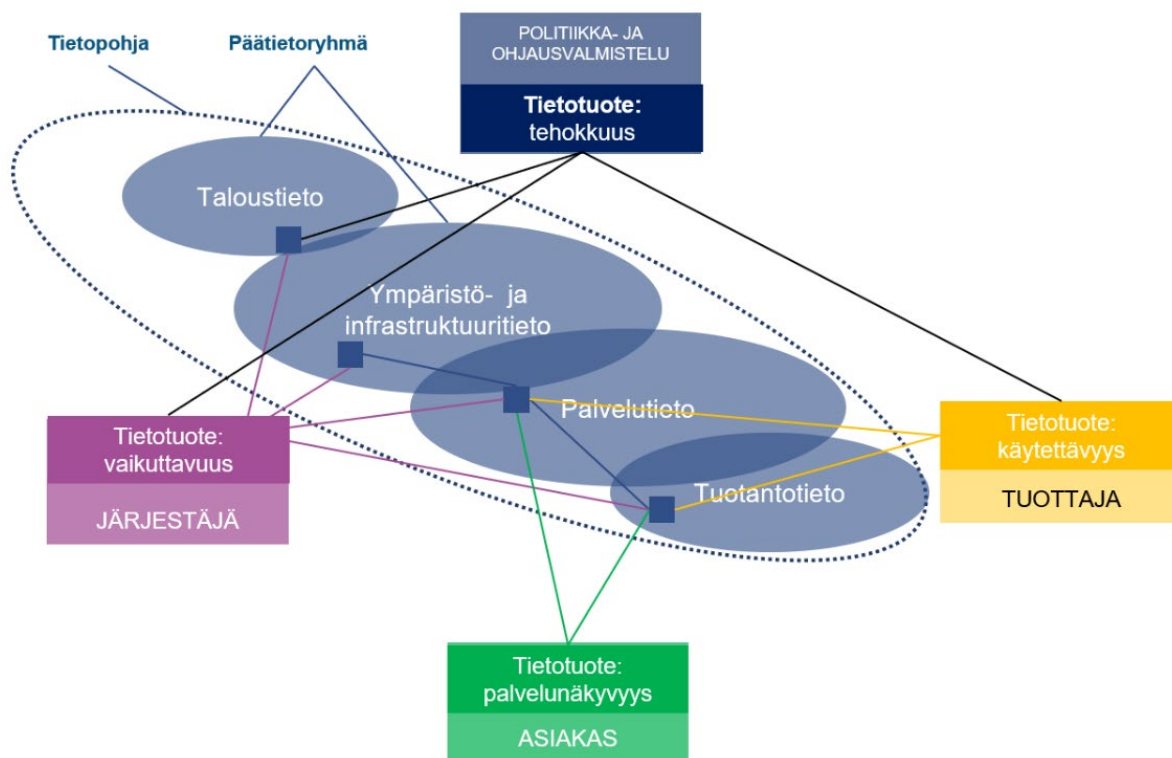 POLITIIKKA- JA
OHJAUSVALMISTELU
Tietopohja
Päätietoryhmä
Tietotuote:
tehokkuus
Taloustieto
Ympäristö- ja
infrastruktuuritieto
Palvelutieto
Tietotuote:
vaikuttavuus
JÄRJESTÄJÄ
Tietotuote:
käytettävyys
TUOTTAJA
Tuotantotieto
Tietotuote:
palvelunäkyvyys
ASIAKAS